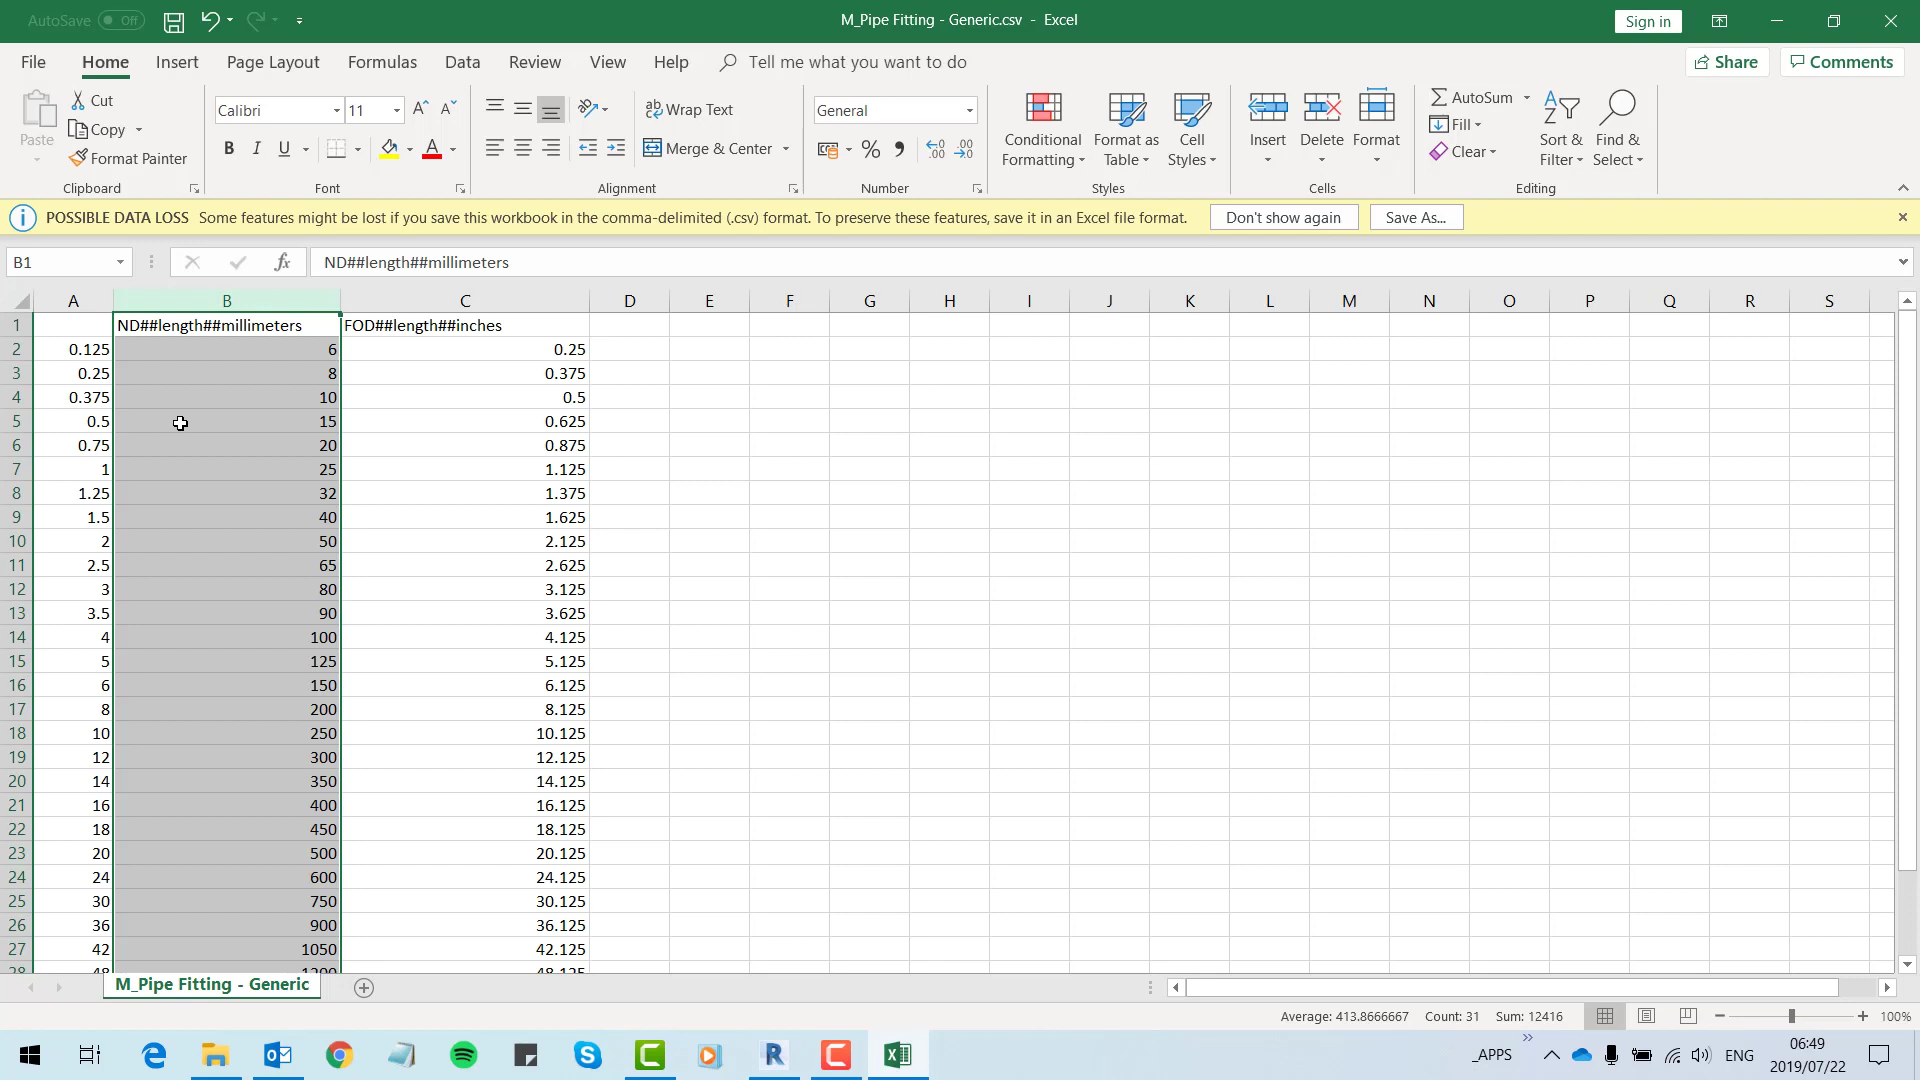 AutoSave Off
M_Pipe Fitting - Generic.csv - Excel
Sign in
File Home Insert Page Layout Formulas Data Review View Help Tell me what you want to do Share Comments
Paste
Cut
Copy
Format Painter
Clipboard
Calibri 11
B I U
Font
Wrap Text
Merge & Center
Alignment
General
Number
Conditional Formatting
Format as Table
Cell Styles
Styles
Insert Delete Format
Cells
AutoSum
Fill
Clear
Sort & Filter
Find & Select
Editing
POSSIBLE DATA LOSS Some features might be lost if you save this workbook in the comma-delimited (.csv) format. To preserve these features, save it in an Excel file format. Don't show again Save As...
B1 fx ND##length##millimeters
A B C D E F G H I J K L M N O P Q R S
1 ND##length##millimeters FOD##length##inches
2 0.125 6 0.25
3 0.25 8 0.375
4 0.375 10 0.5
5 0.5 15 0.625
6 0.75 20 0.875
7 1 25 1.125
8 1.25 32 1.375
9 1.5 40 1.625
10 2 50 2.125
11 2.5 65 2.625
12 3 80 3.125
13 3.5 90 3.625
14 4 100 4.125
15 5 125 5.125
16 6 150 6.125
17 8 200 8.125
18 10 250 10.125
19 12 300 12.125
20 14 350 14.125
21 16 400 16.125
22 18 450 18.125
23 20 500 20.125
24 24 600 24.125
25 30 750 30.125
26 36 900 36.125
27 42 1050 42.125
28 48 1200 48.125
M_Pipe Fitting - Generic
Average: 413.8666667 Count: 31 Sum: 12416 100%
_APPS ENG
06:49
2019/07/22